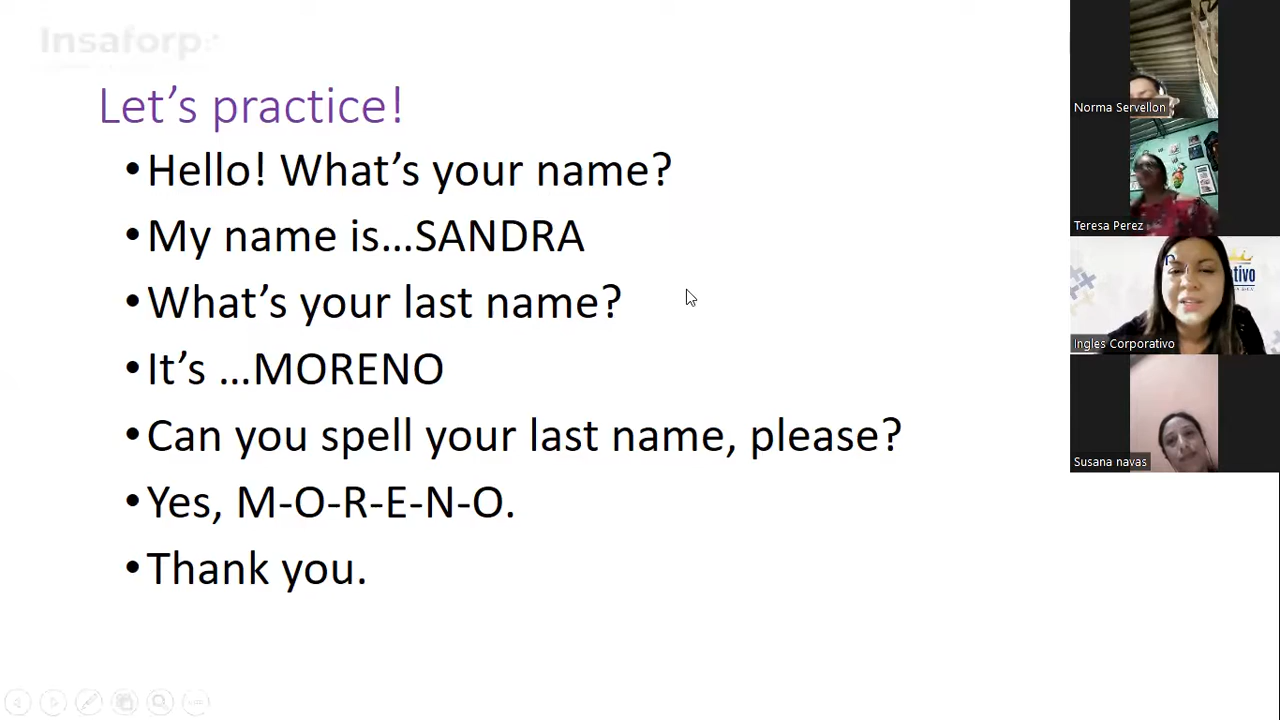 Insaforp
Let's practice!
•Hello! What's your name?
•My name is...SANDRA
•What's your last name?
•It's ...MORENO
•Can you spell your last name, please?
•Yes, M-O-R-E-N-O.
•Thank you.
Norma Servellon
Teresa Perez
tivo
Ingles Corporativo
Susana navas